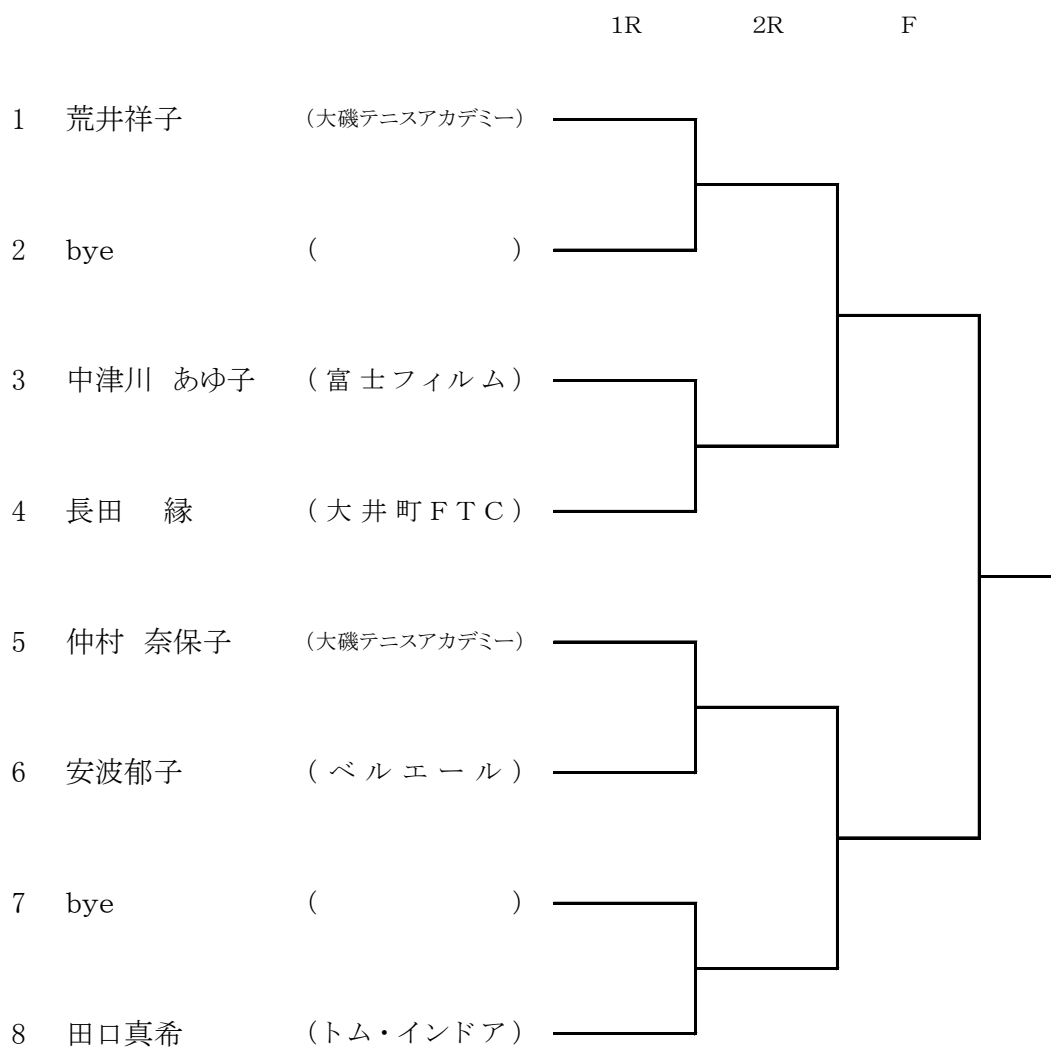 1R 2R F
1 荒井祥子 (大磯テニスアカデミー)
2 bye ( )
3 中津川 あゆ子 (富士フィルム)
4 長田 縁 (大井町FTC)
5 仲村 奈保子 (大磯テニスアカデミー)
6 安波郁子 (ベルエール)
7 bye ( )
8 田口真希 (トム・インドア)